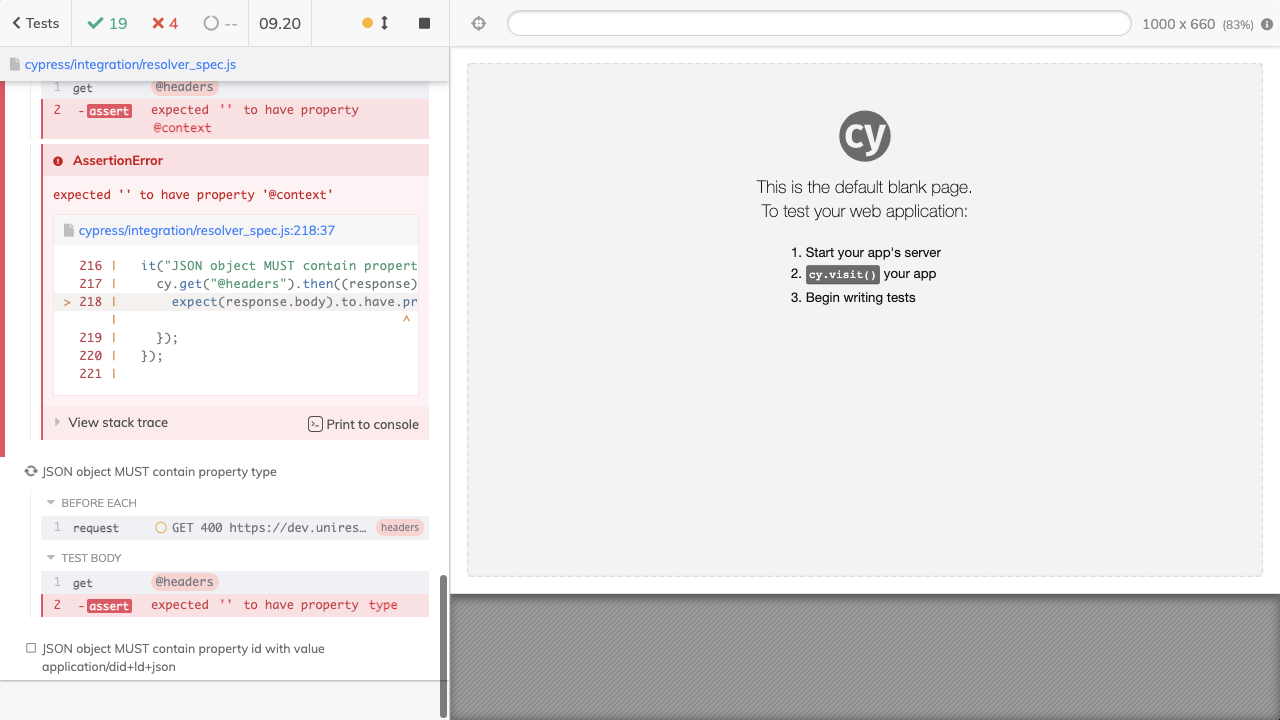 Tests
19
4
--
09.20
1000 x 660 (83%)
cypress/integration/resolver_spec.js
1 get @headers
2 -assert expected '' to have property
@context
AssertionError
expected '' to have property '@context'
cypress/integration/resolver_spec.js:218:37
216 | it("JSON object MUST contain propert
217 | cy.get("@headers").then((response)
> 218 | expect(response.body).to.have.pr
| ^
219 | });
220 | });
221 |
View stack trace
Print to console
JSON object MUST contain property type
BEFORE EACH
1 request GET 400 https://dev.unires... headers
TEST BODY
1 get @headers
2 -assert expected '' to have property type
JSON object MUST contain property id with value
application/did+ld+json
cy
This is the default blank page.
To test your web application:
1. Start your app's server
2. cy.visit() your app
3. Begin writing tests